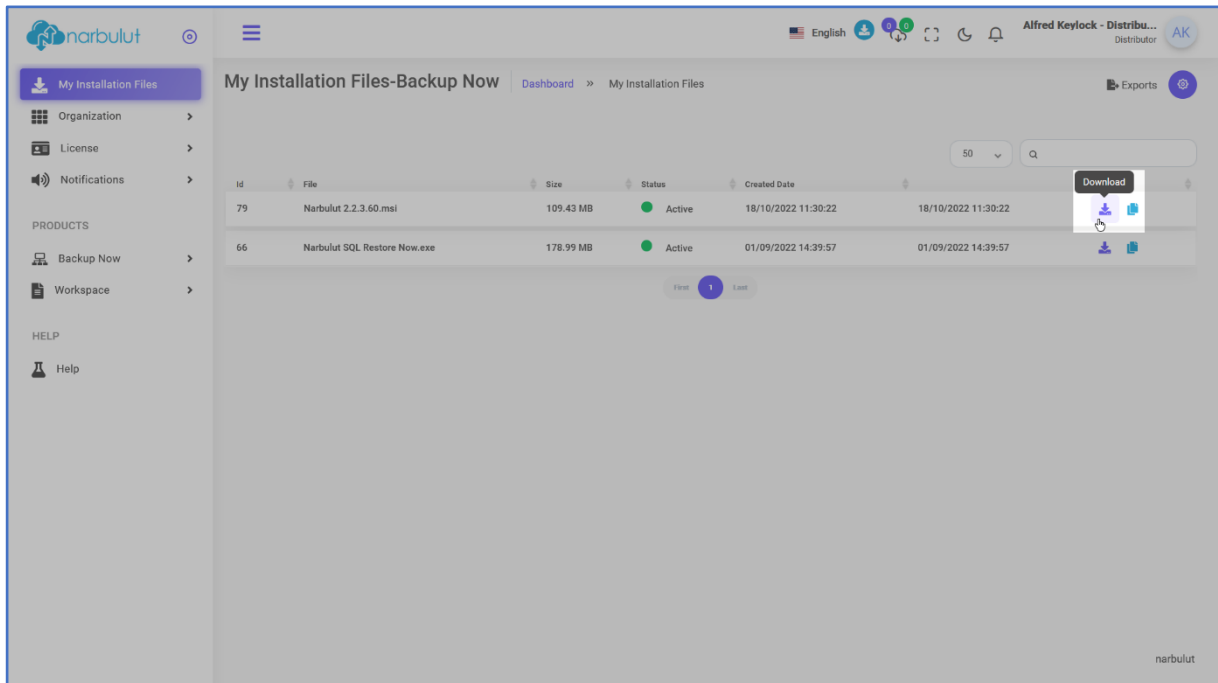 narbulut
English
0
0
Alfred Keylock - Distribu...
Distributor
AK
My Installation Files
Organization
License
Notifications
PRODUCTS
Backup Now
Workspace
HELP
Help
My Installation Files-Backup Now
Dashboard » My Installation Files
Exports
50
Id File Size Status Created Date
Download
79 Narbulut 2.2.3.60.msi 109.43 MB Active 18/10/2022 11:30:22 18/10/2022 11:30:22
66 Narbulut SQL Restore Now.exe 178.99 MB Active 01/09/2022 14:39:57 01/09/2022 14:39:57
First 1 Last
narbulut